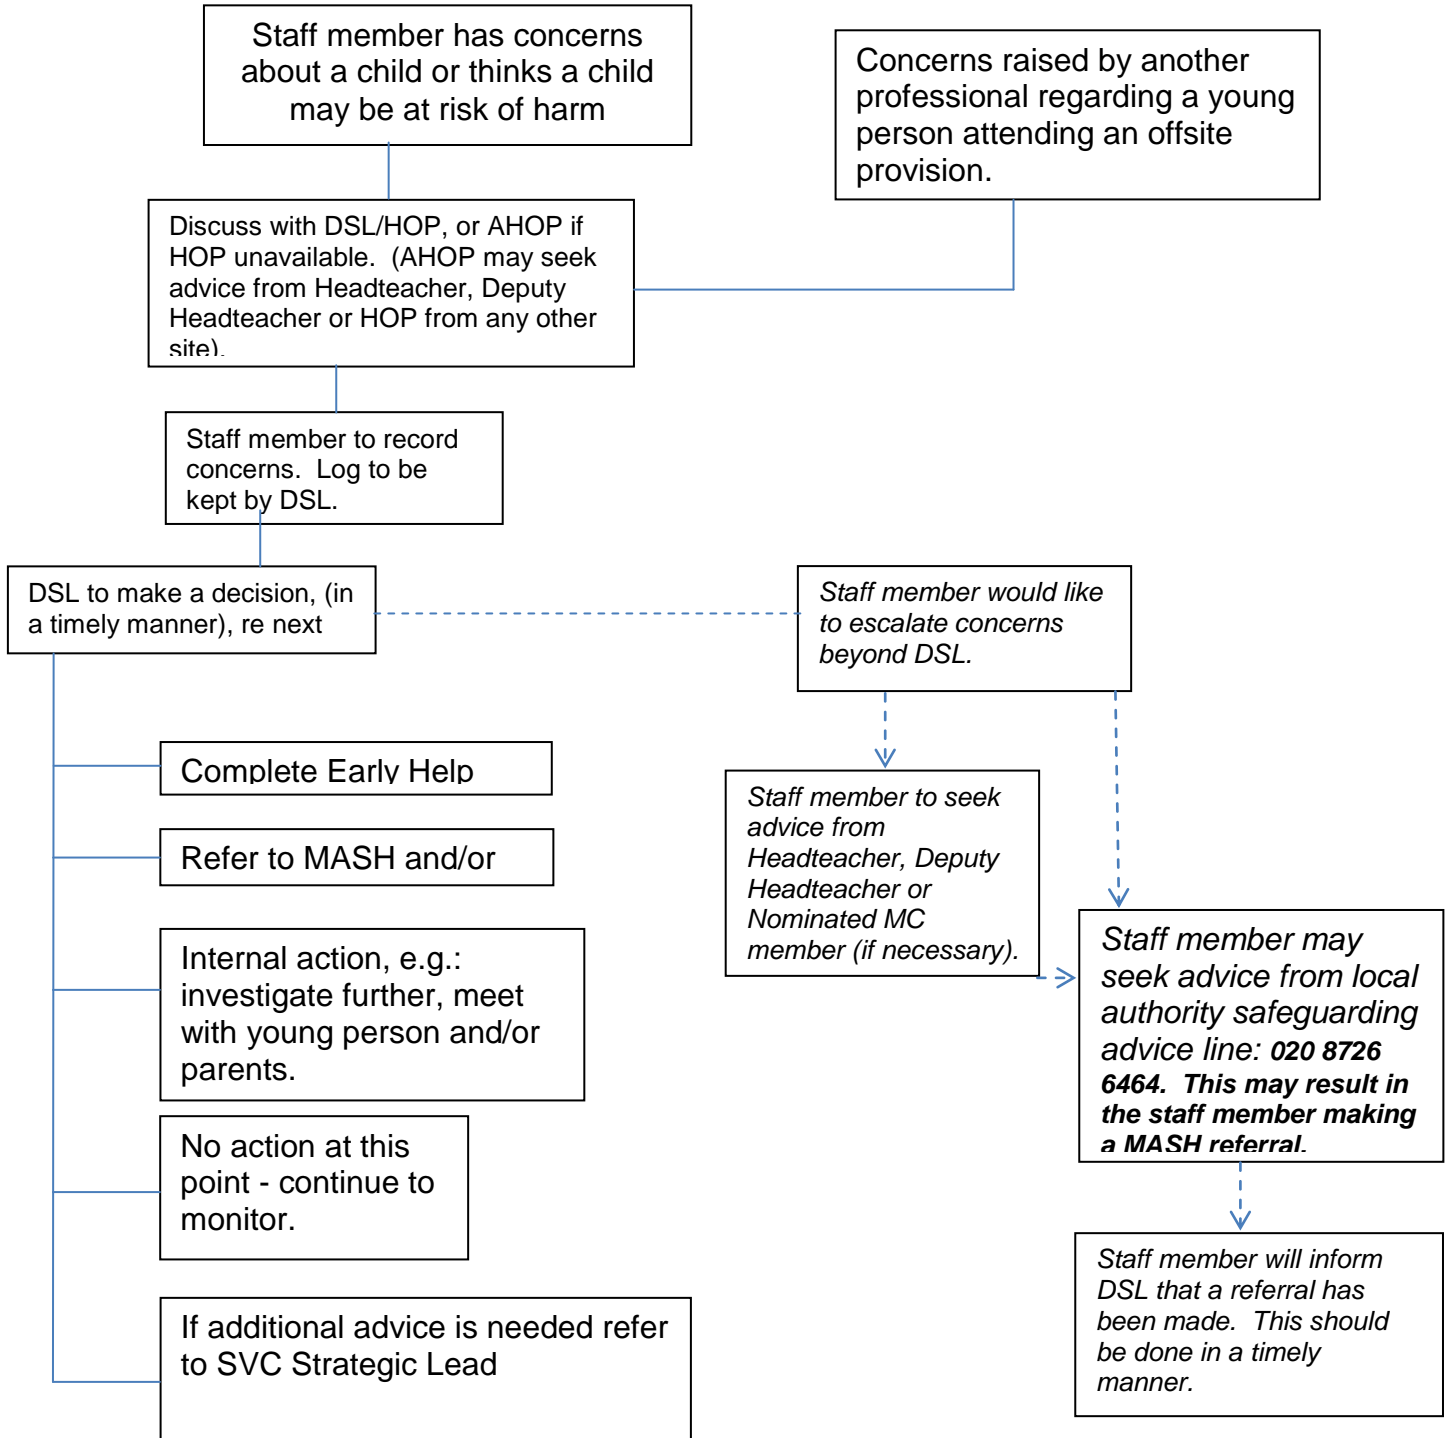 Staff member has concerns
about a child or thinks a child
may be at risk of harm
Concerns raised by another
professional regarding a young
person attending an offsite
provision.
Discuss with DSL/HOP, or AHOP if
HOP unavailable.  (AHOP may seek
advice from Headteacher, Deputy
Headteacher or HOP from any other
site).
Staff member to record
concerns.  Log to be
kept by DSL.
DSL to make a decision, (in
a timely manner), re next
Staff member would like
to escalate concerns
beyond DSL.
Complete Early Help
Refer to MASH and/or
Internal action, e.g.:
investigate further, meet
with young person and/or
parents.
No action at this
point - continue to
monitor.
If additional advice is needed refer
to SVC Strategic Lead
Staff member to seek
advice from
Headteacher, Deputy
Headteacher or
Nominated MC
member (if necessary).
Staff member may
seek advice from local
authority safeguarding
advice line: 020 8726
6464.  This may result in
the staff member making
a MASH referral.
Staff member will inform
DSL that a referral has
been made.  This should
be done in a timely
manner.